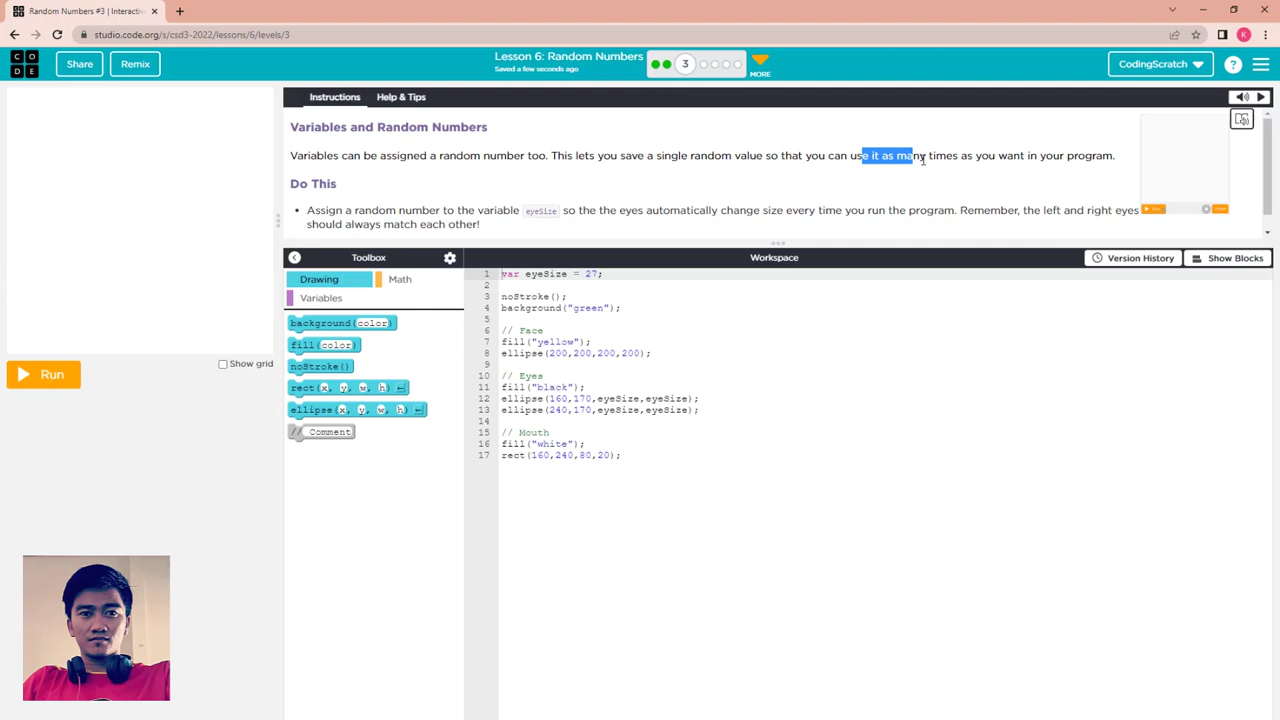 Random Numbers #3 | Interactiv
studio.code.org/s/csd3-2022/lessons/6/levels/3
K
CO
DE
Share
Remix
Lesson 6: Random Numbers
Saved a few seconds ago
3
MORE
CodingScratch
?
Instructions
Help & Tips
Variables and Random Numbers
Variables can be assigned a random number too. This lets you save a single random value so that you can use it as many times as you want in your program.
Do This
• Assign a random number to the variable eyeSize so the the eyes automatically change size every time you run the program. Remember, the left and right eyes
should always match each other!
Run
Show grid
Toolbox
Workspace
Version History
Show Blocks
Drawing
Math
Variables
background(color)
fill(color)
noStroke()
rect(x, y, w, h)
ellipse(x, y, w, h)
// Comment
1 var eyeSize = 27;
2
3 noStroke();
4 background("green");
5
6 // Face
7 fill("yellow");
8 ellipse(200,200,200,200);
9
10 // Eyes
11 fill("black");
12 ellipse(160,170,eyeSize,eyeSize);
13 ellipse(240,170,eyeSize,eyeSize);
14
15 // Mouth
16 fill("white");
17 rect(160,240,80,20);